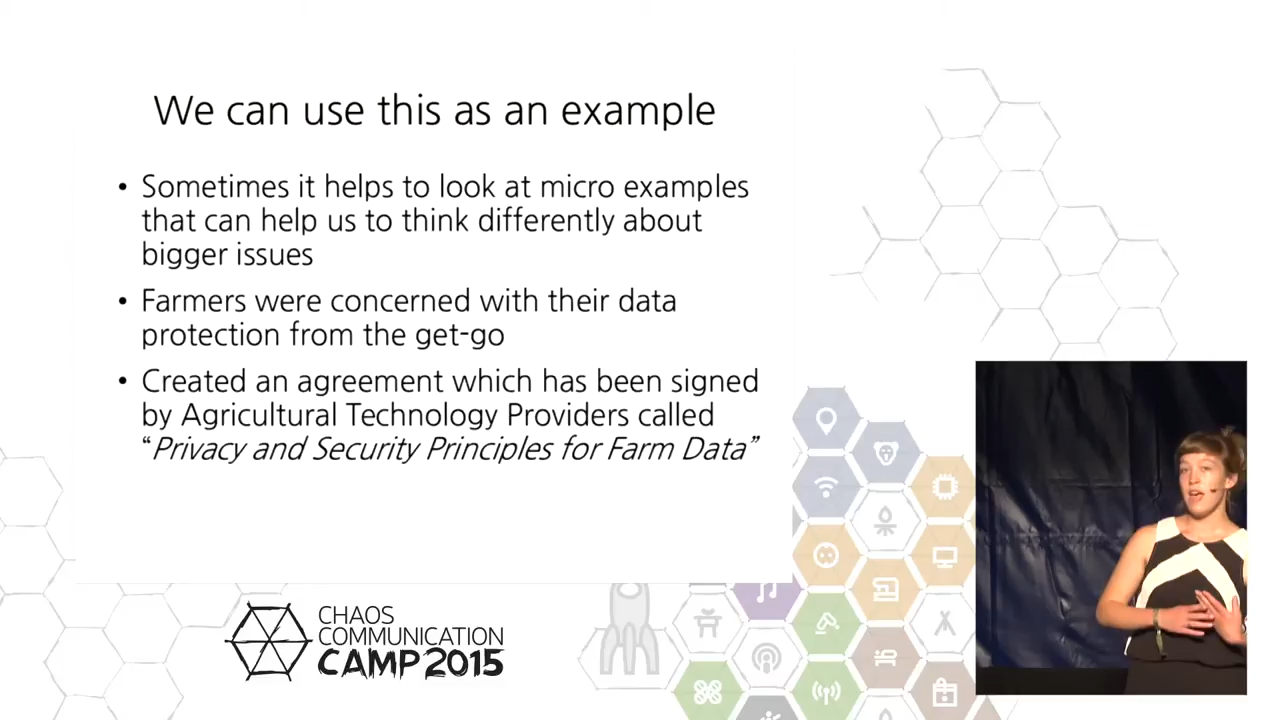 We can use this as an example
• Sometimes it helps to look at micro examples
that can help us to think differently about
bigger issues
• Farmers were concerned with their data
protection from the get-go
• Created an agreement which has been signed
by Agricultural Technology Providers called
“Privacy and Security Principles for Farm Data”
CHAOS
COMMUNICATION
CAMP 2015